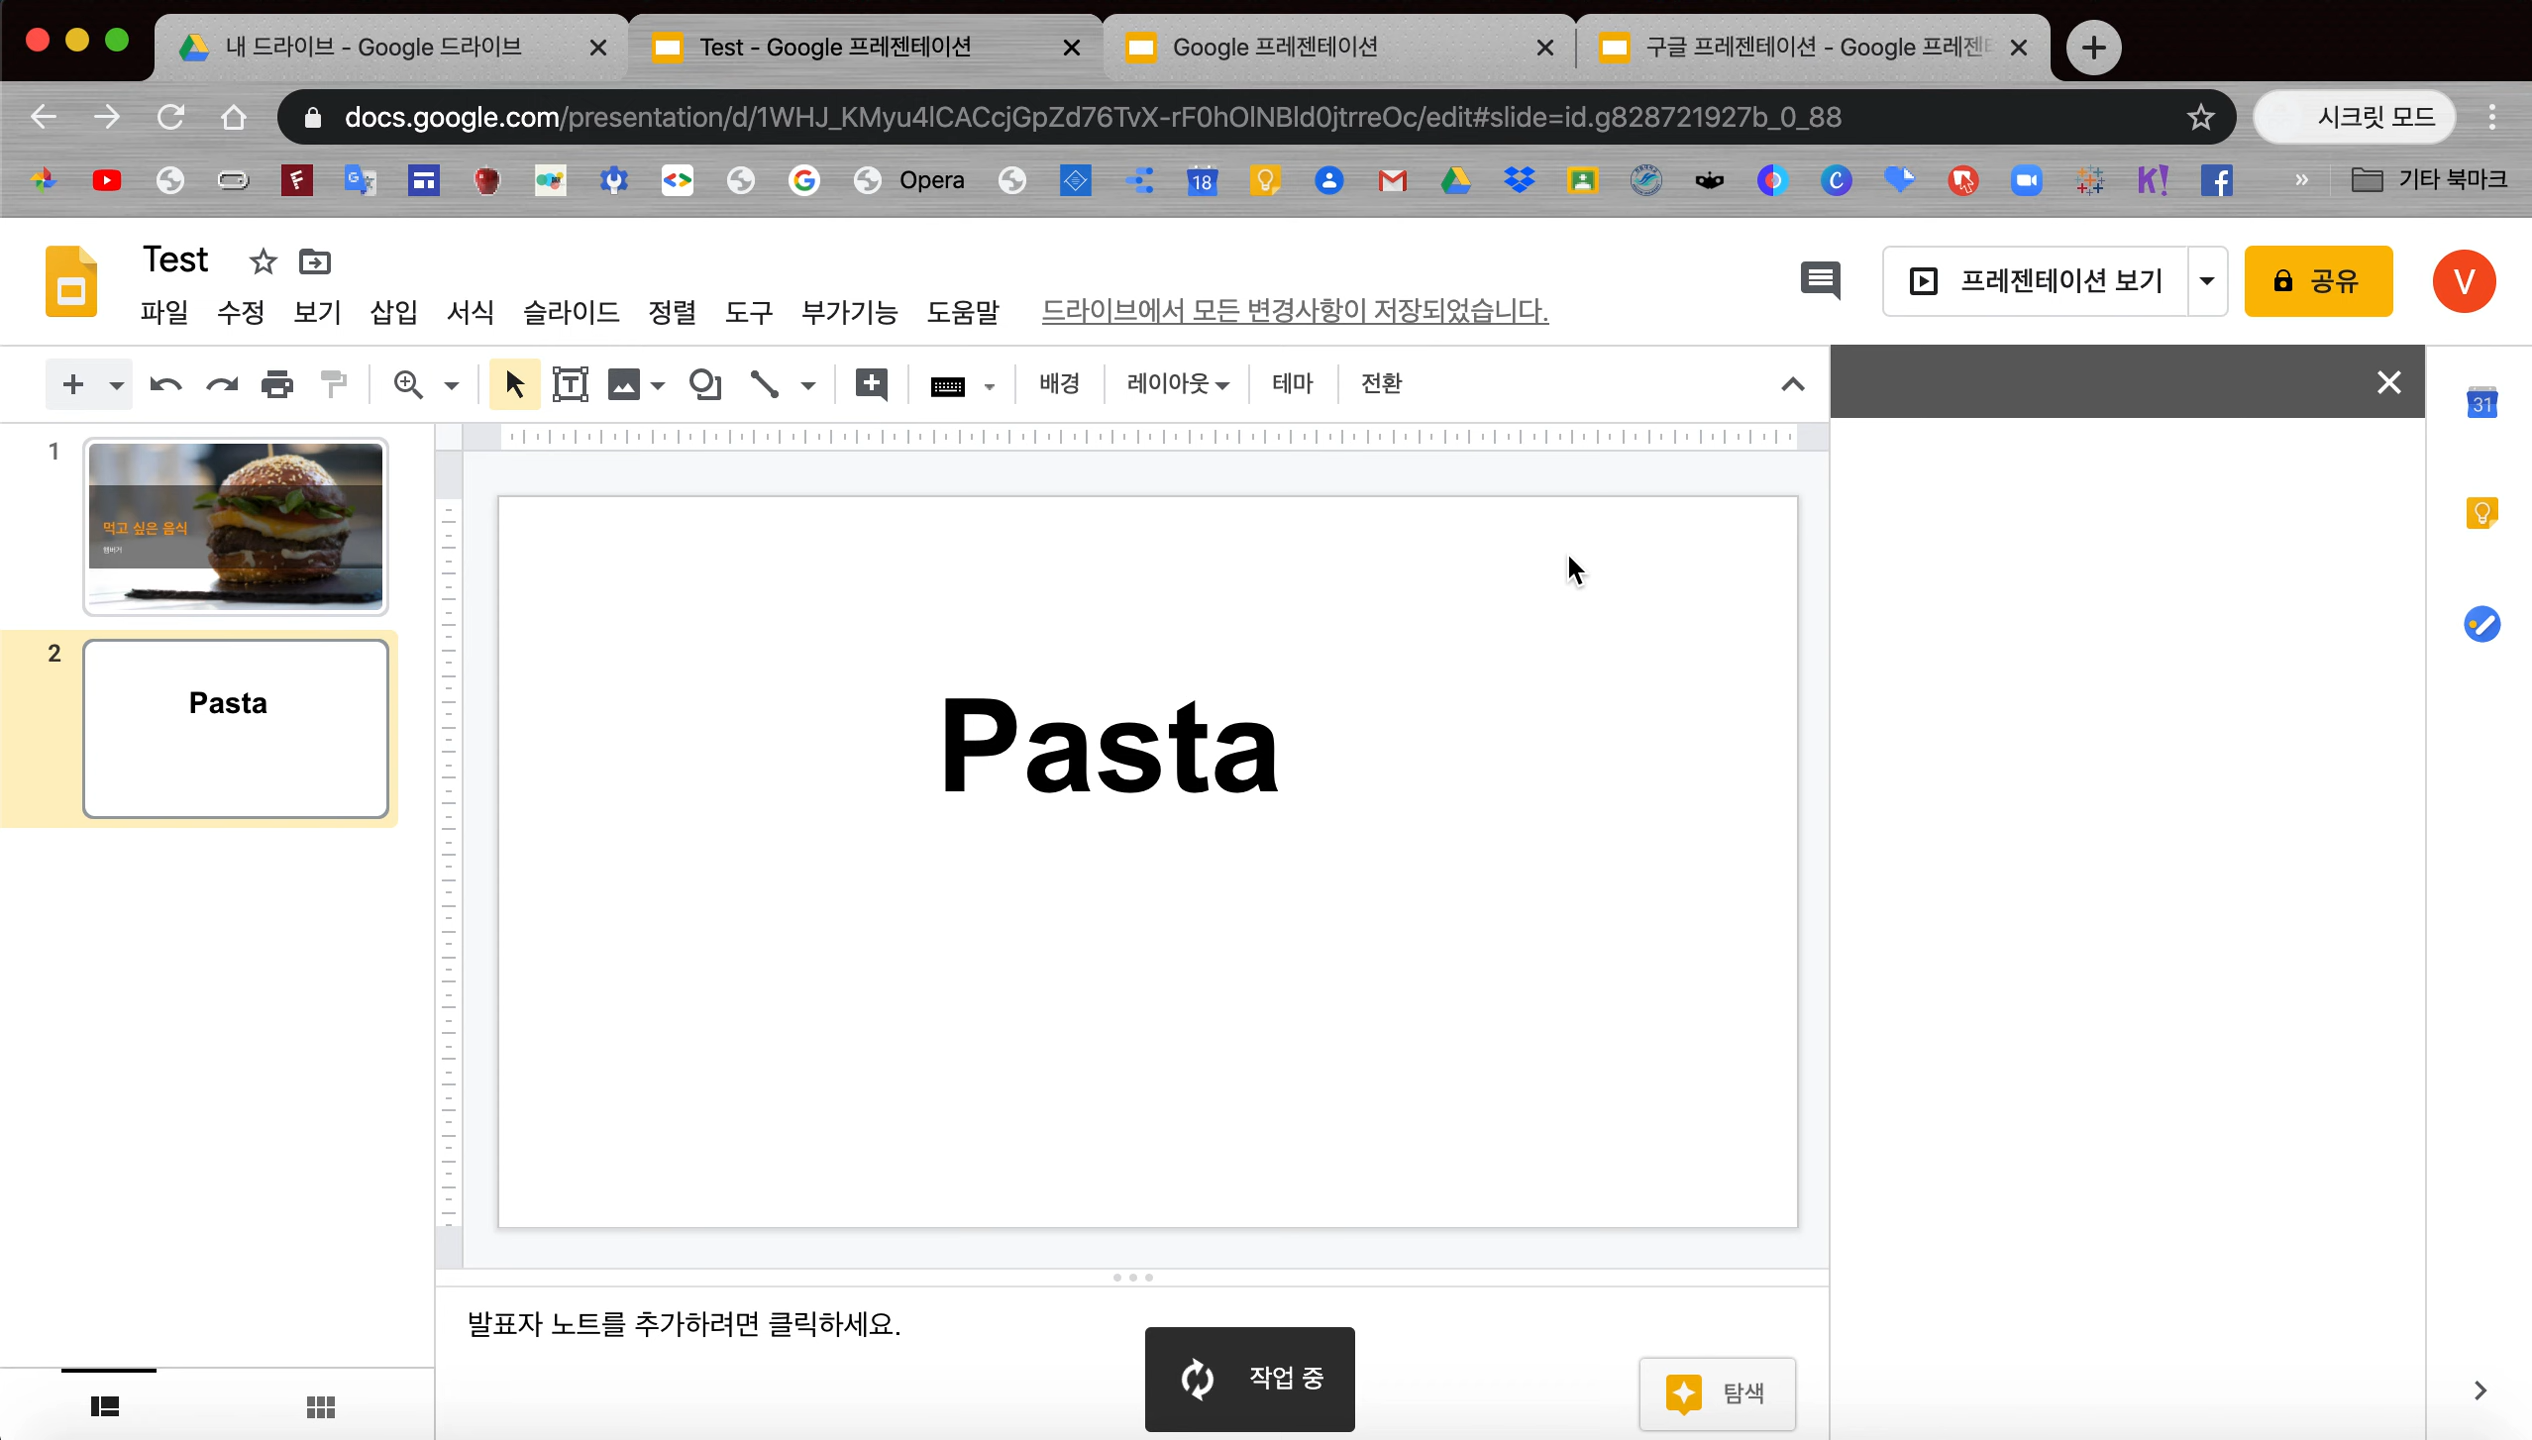 내 드라이브 - Google 드라이브
Test - Google 프레젠테이션
Google 프레젠테이션
구글 프레젠테이션 - Google 프레젠
docs.google.com/presentation/d/1WHJ_KMyu4lCACcjGpZd76TvX-rF0hOlNBld0jtrreOc/edit#slide=id.g828721927b_0_88
시크릿 모드
Opera
18
기타 북마크
Test
파일 수정 보기 삽입 서식 슬라이드 정렬 도구 부가기능 도움말 드라이브에서 모든 변경사항이 저장되었습니다.
프레젠테이션 보기
공유
V
배경 레이아웃 테마 전환
31
1
먹고 싶은 음식
햄버거
2
Pasta
Pasta
발표자 노트를 추가하려면 클릭하세요.
작업 중
탐색